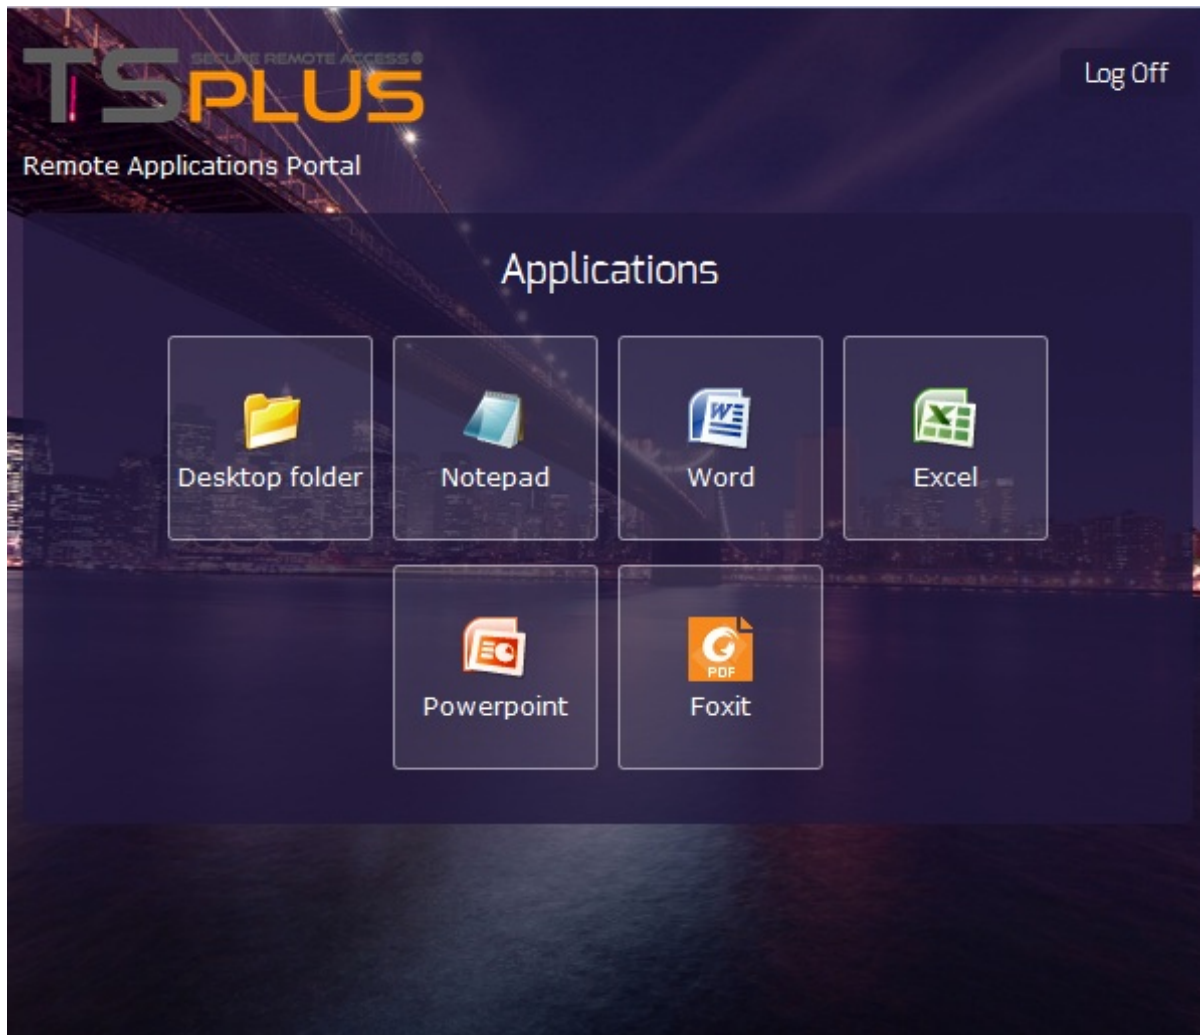 SECURE REMOTE ACCESS®
TSPLUS
Log Off
Remote Applications Portal
Applications
Desktop folder
Notepad
Word
Excel
Powerpoint
PDF
Foxit